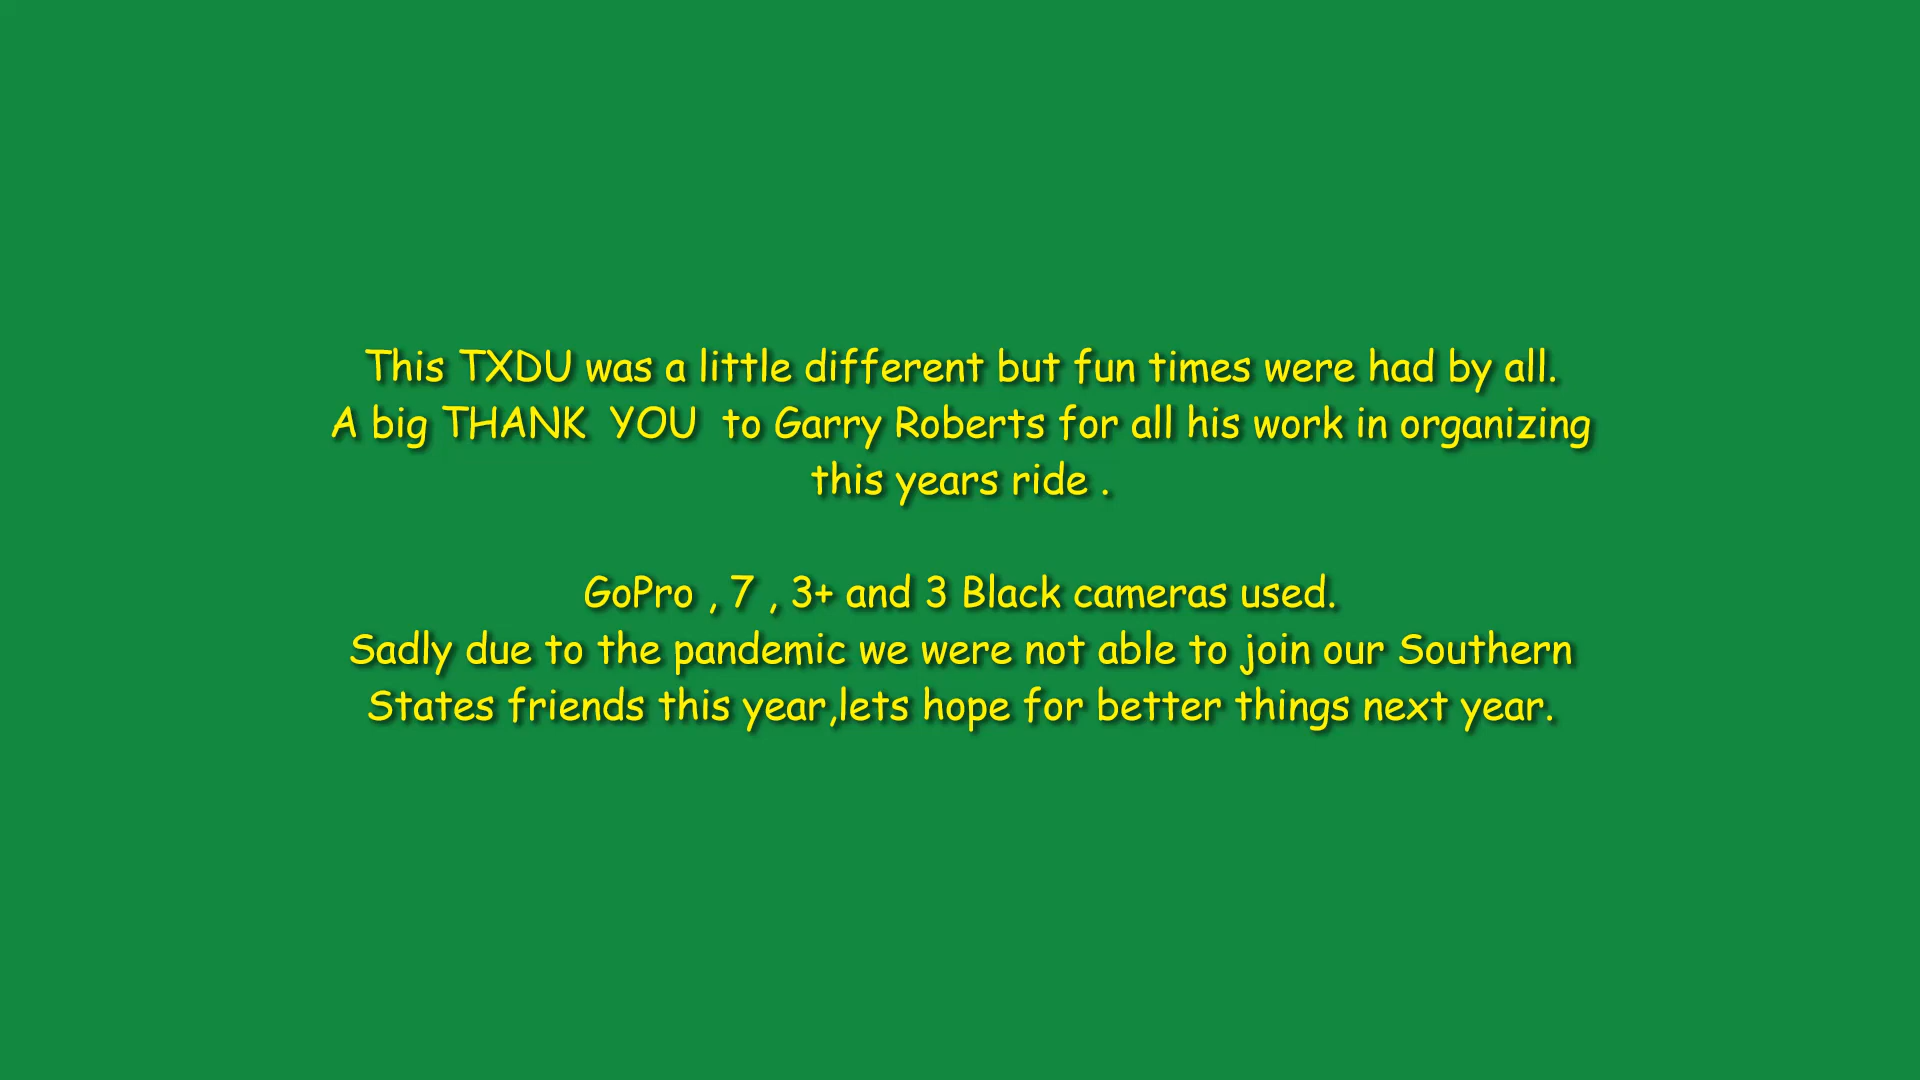 This TXDU was a little different but fun times were had by all.
A big THANK  YOU  to Garry Roberts for all his work in organizing
this years ride .
GoPro , 7 , 3+ and 3 Black cameras used.
Sadly due to the pandemic we were not able to join our Southern
States friends this year,lets hope for better things next year.